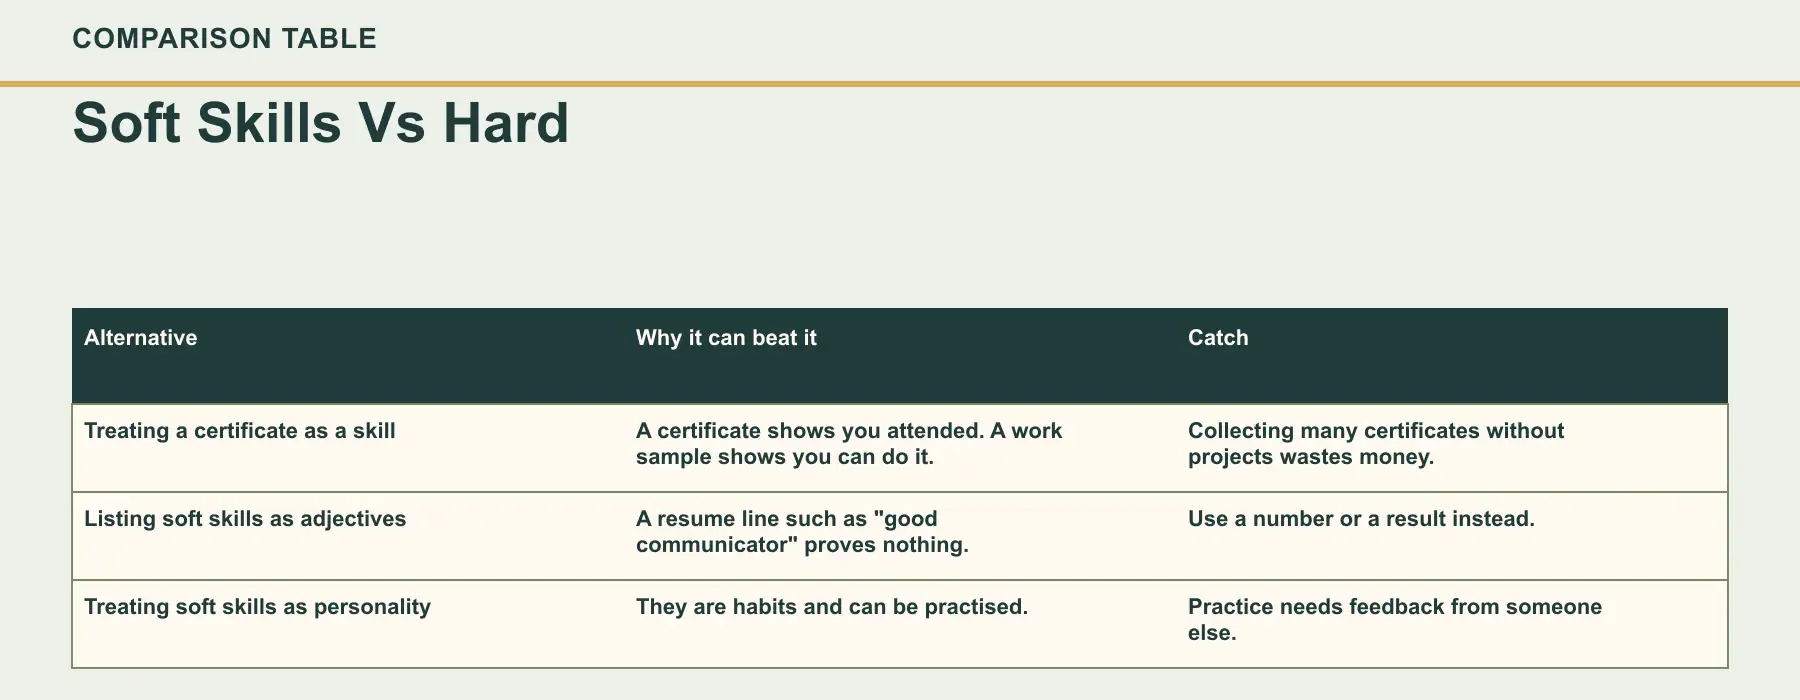 COMPARISON TABLE
Soft Skills Vs Hard
Alternative
Why it can beat it
Catch
Treating a certificate as a skill
A certificate shows you attended. A work
sample shows you can do it.
Collecting many certificates without
projects wastes money.
Listing soft skills as adjectives
A resume line such as "good
communicator" proves nothing.
Use a number or a result instead.
Treating soft skills as personality
They are habits and can be practised.
Practice needs feedback from someone
else.